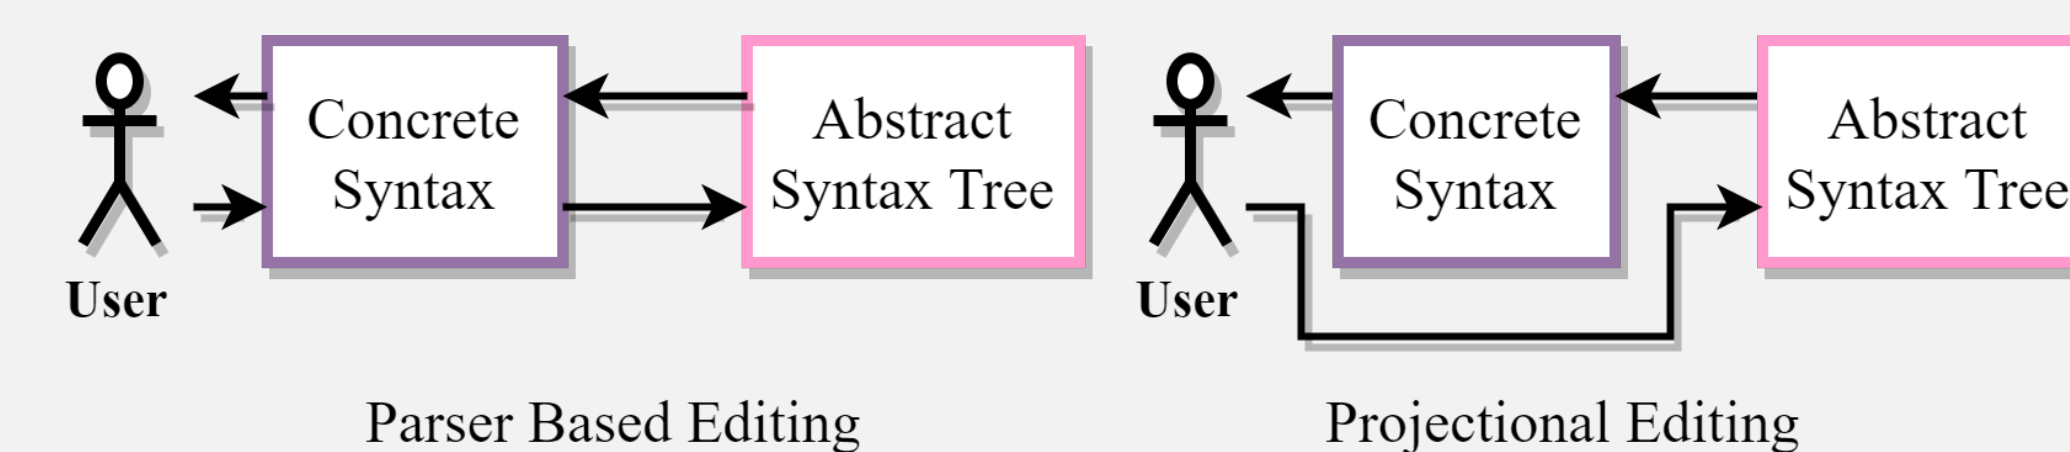 Concrete
Syntax
Abstract
Syntax Tree
User
Parser Based Editing
Concrete
Syntax
Abstract
Syntax Tree
User
Projectional Editing